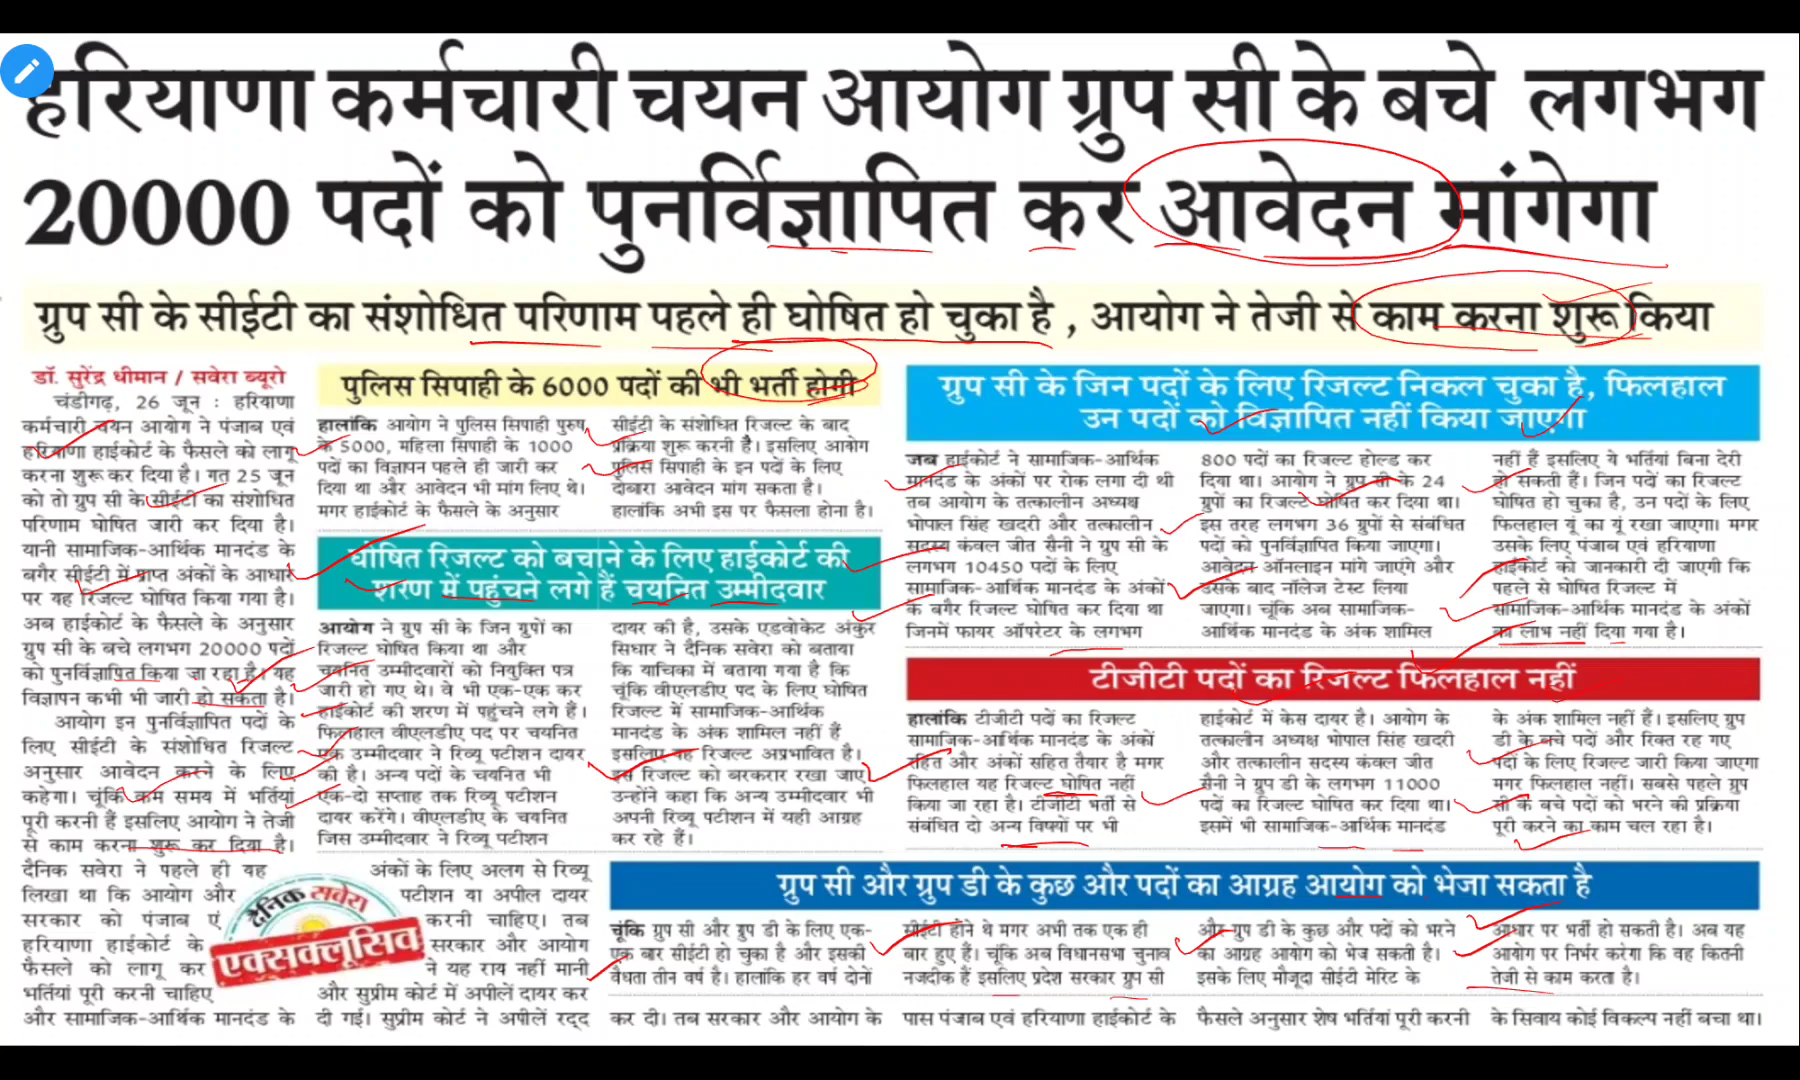 हरियाणा कर्मचारी चयन आयोग ग्रुप सी के बचे लगभग
20000 पदों को पुनर्विज्ञापित कर आवेदन मांगेगा
ग्रुप सी के सीईटी का संशोधित परिणाम पहले ही घोषित हो चुका है , आयोग ने तेजी से काम करना शुरू किया
डॉ. सुरेंद्र धीमान / सवेरा ब्यूरो
चंडीगढ़, 26 जून : हरियाणा
कर्मचारी चयन आयोग ने पंजाब एवं
हरियाणा हाईकोर्ट के फैसले को लागू
करना शुरू कर दिया है। गत 25 जून
को तो ग्रुप सी के सीईटी का संशोधित
परिणाम घोषित जारी कर दिया है।
यानी सामाजिक-आर्थिक मानदंड के
बगैर सीईटी में प्राप्त अंकों के आधार
पर यह रिजल्ट घोषित किया गया है।
अब हाईकोर्ट के फैसले के अनुसार
ग्रुप सी के बचे लगभग 20000 पदों
को पुनर्विज्ञापित किया जा रहा है। यह
विज्ञापन कभी भी जारी हो सकता है।
आयोग इन पुनर्विज्ञापित पदों के
लिए सीईटी के संशोधित रिजल्ट
अनुसार आवेदन करने के लिए
कहेगा। चूंकि कम समय में भर्तियां
पूरी करनी हैं इसलिए आयोग ने तेजी
से काम करना शुरू कर दिया है।
दैनिक सवेरा ने पहले ही यह
लिखा था कि आयोग और
सरकार को पंजाब एं
हरियाणा हाईकोर्ट के
फैसले को लागू कर
भर्तियां पूरी करनी चाहिए
और सामाजिक-आर्थिक मानदंड के
दैनिक सवेरा
एक्सक्लूसिव
अंकों के लिए अलग से रिव्यू
पटीशन या अपील दायर
करनी चाहिए। तब
सरकार और आयोग
ने यह राय नहीं मानी
और सुप्रीम कोर्ट में अपीलें दायर कर
दी गई। सुप्रीम कोर्ट ने अपीलें रद्द
कर दी। तब सरकार और आयोग के
पास पंजाब एवं हरियाणा हाईकोर्ट के
फैसले अनुसार शेष भर्तियां पूरी करनी
के सिवाय कोई विकल्प नहीं बचा था।
पुलिस सिपाही के 6000 पदों की भी भर्ती होगी
हालांकि आयोग ने पुलिस सिपाही पुरुष
के 5000, महिला सिपाही के 1000
पदों का विज्ञापन पहले ही जारी कर
दिया था और आवेदन भी मांग लिए थे।
मगर हाईकोर्ट के फैसले के अनुसार
सीईटी के संशोधित रिजल्ट के बाद
प्रक्रिया शुरू करनी है। इसलिए आयोग
पुलिस सिपाही के इन पदों के लिए
दोबारा आवेदन मांग सकता है।
हालांकि अभी इस पर फैसला होना है।
घोषित रिजल्ट को बचाने के लिए हाईकोर्ट की
शरण में पहुंचने लगे हैं चयनित उम्मीदवार
आयोग ने ग्रुप सी के जिन ग्रुपों का
रिजल्ट घोषित किया था और
चयनित उम्मीदवारों को नियुक्ति पत्र
जारी हो गए थे। वे भी एक-एक कर
हाईकोर्ट की शरण में पहुंचने लगे हैं।
फिलहाल वीएलडीए पद पर चयनित
एक उम्मीदवार ने रिव्यू पटीशन दायर
की है। अन्य पदों के चयनित भी
एक-दो सप्ताह तक रिव्यू पटीशन
दायर करेंगे। वीएलडीए के चयनित
जिस उम्मीदवार ने रिव्यू पटीशन
दायर की है, उसके एडवोकेट अंकुर
सिधार ने दैनिक सवेरा को बताया
कि याचिका में बताया गया है कि
चूंकि वीएलडीए पद के लिए घोषित
रिजल्ट में सामाजिक-आर्थिक
मानदंड के अंक शामिल नहीं हैं
इसलिए यह रिजल्ट अप्रभावित है।
इस रिजल्ट को बरकरार रखा जाए
उन्होंने कहा कि अन्य उम्मीदवार भी
अपनी रिव्यू पटीशन में यही आग्रह
कर रहे हैं।
ग्रुप सी के जिन पदों के लिए रिजल्ट निकल चुका है, फिलहाल
उन पदों को विज्ञापित नहीं किया जाएगा
जब हाईकोर्ट ने सामाजिक-आर्थिक
मानदंड के अंकों पर रोक लगा दी थी
तब आयोग के तत्कालीन अध्यक्ष
भोपाल सिंह खदरी और तत्कालीन
सदस्य कंवल जीत सैनी ने ग्रुप सी के
लगभग 10450 पदों के लिए
सामाजिक-आर्थिक मानदंड के अंकों
के बगैर रिजल्ट घोषित कर दिया था
जिनमें फायर ऑपरेटर के लगभग
800 पदों का रिजल्ट होल्ड कर
दिया था। आयोग ने ग्रुप सी के 24
ग्रुपों का रिजल्ट घोषित कर दिया था।
इस तरह लगभग 36 ग्रुपों से संबंधित
पदों को पुनर्विज्ञापित किया जाएगा।
आवेदन ऑनलाइन मांगे जाएंगे और
उसके बाद नॉलेज टेस्ट लिया
जाएगा। चूंकि अब सामाजिक-
आर्थिक मानदंड के अंक शामिल
नहीं हैं इसलिए ये भर्तियां बिना देरी
हो सकती हैं। जिन पदों का रिजल्ट
घोषित हो चुका है, उन पदों के लिए
फिलहाल यूं का यूं रखा जाएगा। मगर
उसके लिए पंजाब एवं हरियाणा
हाईकोर्ट को जानकारी दी जाएगी कि
पहले से घोषित रिजल्ट में
सामाजिक-आर्थिक मानदंड के अंकों
का लाभ नहीं दिया गया है।
टीजीटी पदों का रिजल्ट फिलहाल नहीं
हालांकि टीजीटी पदों का रिजल्ट
सामाजिक-आर्थिक मानदंड के अंकों
रहित और अंकों सहित तैयार है मगर
फिलहाल यह रिजल्ट घोषित नहीं
किया जा रहा है। टीजीटी भर्ती से
संबंधित दो अन्य विषयों पर भी
हाईकोर्ट में केस दायर है। आयोग के
तत्कालीन अध्यक्ष भोपाल सिंह खदरी
और तत्कालीन सदस्य कंवल जीत
सैनी ने ग्रुप डी के लगभग 11000
पदों का रिजल्ट घोषित कर दिया था।
इसमें भी सामाजिक-आर्थिक मानदंड
के अंक शामिल नहीं हैं। इसलिए ग्रुप
डी के बचे पदों और रिक्त रह गए
पदों के लिए रिजल्ट जारी किया जाएगा
मगर फिलहाल नहीं। सबसे पहले ग्रुप
सी के बचे पदों को भरने की प्रक्रिया
पूरी करने का काम चल रहा है।
ग्रुप सी और ग्रुप डी के कुछ और पदों का आग्रह आयोग को भेजा सकता है
चूंकि ग्रुप सी और ग्रुप डी के लिए एक-
एक बार सीईटी हो चुका है और इसकी
वैधता तीन वर्ष है। हालांकि हर वर्ष दोनों
सीईटी होने थे मगर अभी तक एक ही
बार हुए हैं। चूंकि अब विधानसभा चुनाव
नजदीक हैं इसलिए प्रदेश सरकार ग्रुप सी
और ग्रुप डी के कुछ और पदों को भरने
का आग्रह आयोग को भेज सकती है।
इसके लिए मौजूदा सीईटी मेरिट के
आधार पर भर्ती हो सकती है। अब यह
आयोग पर निर्भर करेगा कि वह कितनी
तेजी से काम करता है।